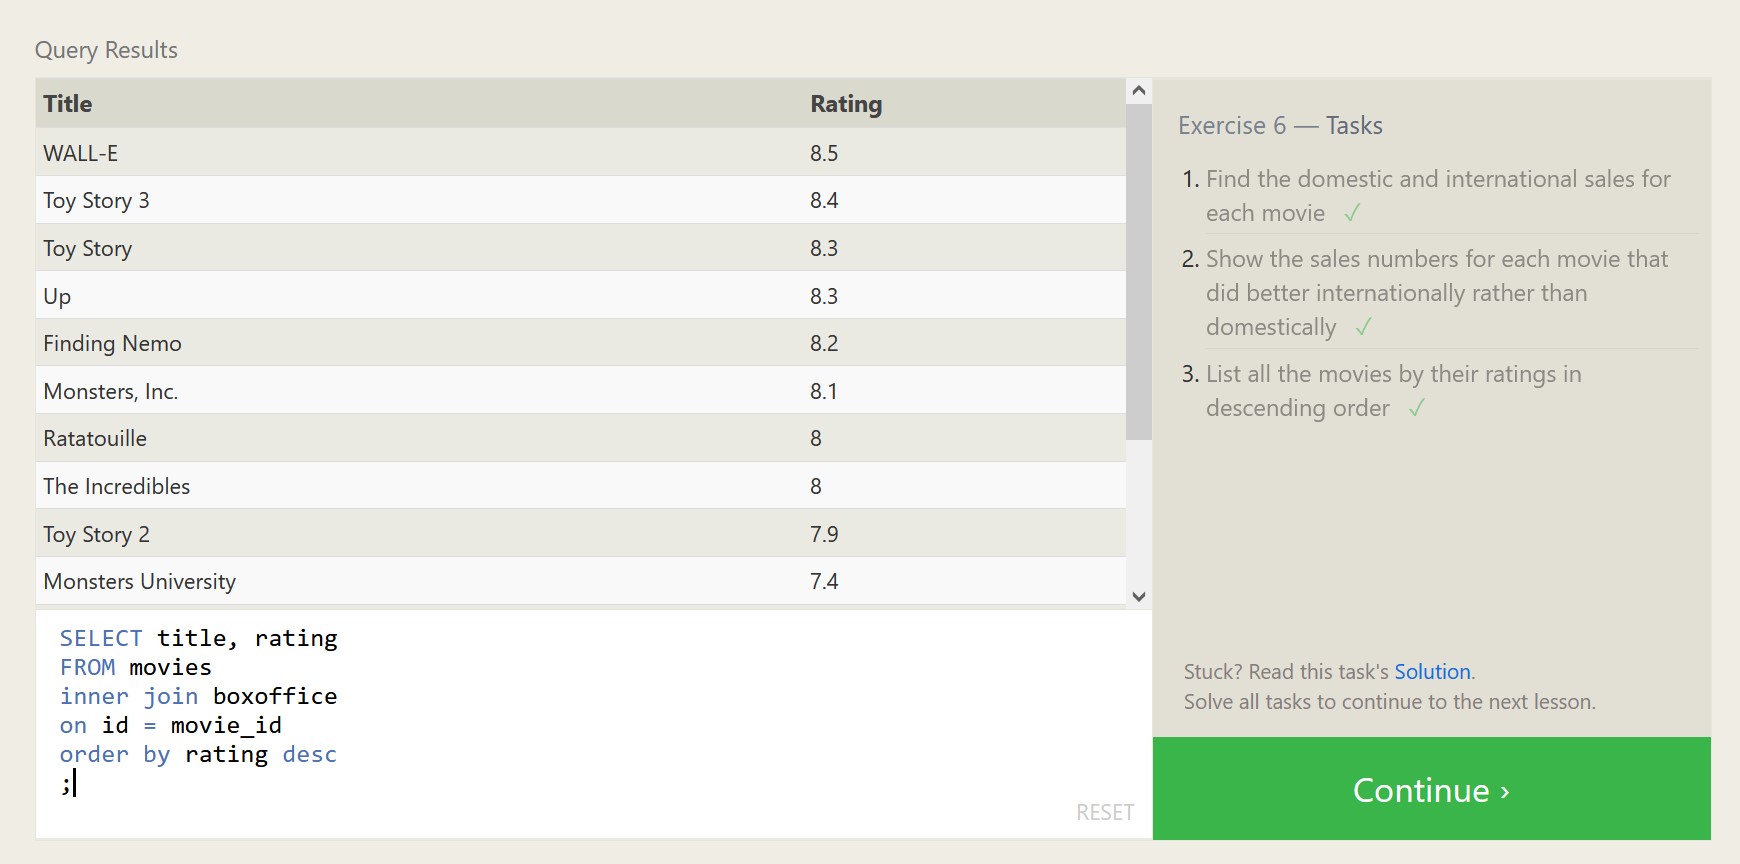 Query Results
Title Rating
WALL-E 8.5
Toy Story 3 8.4
Toy Story 8.3
Up 8.3
Finding Nemo 8.2
Monsters, Inc. 8.1
Ratatouille 8
The Incredibles 8
Toy Story 2 7.9
Monsters University 7.4
SELECT title, rating
FROM movies
inner join boxoffice
on id = movie_id
order by rating desc
;
RESET
Exercise 6 — Tasks
1. Find the domestic and international sales for
each movie ✓
2. Show the sales numbers for each movie that
did better internationally rather than
domestically ✓
3. List all the movies by their ratings in
descending order ✓
Stuck? Read this task's Solution.
Solve all tasks to continue to the next lesson.
Continue ›